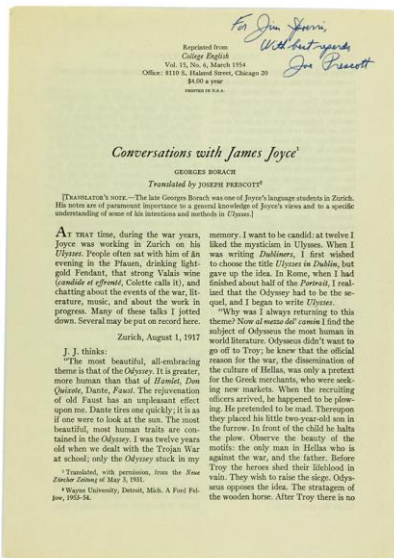 For Jim
With best regards
Joe Prescott
Reprinted from
College English
Vol. 15, No. 6, March 1954
Office: 8110 S. Halsted Street, Chicago 20
$4.00 a year
PRINTED IN U.S.A.
Conversations with James Joyce¹
GEORGES BORACH
Translated by JOSEPH PRESCOTT²
[TRANSLATOR'S NOTE.—The late Georges Borach was one of Joyce's language students in Zurich.
His notes are of paramount importance to a general knowledge of Joyce's views and to a specific
understanding of some of his intentions and methods in Ulysses.]
AT THAT time, during the war years,
Joyce was working in Zurich on his
Ulysses. People often sat with him of an
evening in the Pfauen, drinking light-
gold Fendant, that strong Valais wine
(candide et effronté, Colette calls it), and
chatting about the events of the war, lit-
erature, music, and about the work in
progress. Many of these talks I jotted
down. Several may be put on record here.
Zurich, August 1, 1917
J. J. thinks:
"The most beautiful, all-embracing
theme is that of the Odyssey. It is greater,
more human than that of Hamlet, Don
Quixote, Dante, Faust. The rejuvenation
of old Faust has an unpleasant effect
upon me. Dante tires one quickly; it is as
if one were to look at the sun. The most
beautiful, most human traits are con-
tained in the Odyssey. I was twelve years
old when we dealt with the Trojan War
at school; only the Odyssey stuck in my
¹ Translated, with permission, from the Neue
Zürcher Zeitung of May 3, 1931.
² Wayne University, Detroit, Mich. A Ford Fel-
low, 1953–54.
memory. I want to be candid: at twelve I
liked the mysticism in Ulysses. When I
was writing Dubliners, I first wished
to choose the title Ulysses in Dublin, but
gave up the idea. In Rome, when I had
finished about half of the Portrait, I real-
ized that the Odyssey had to be the se-
quel, and I began to write Ulysses.
"Why was I always returning to this
theme? Now al mezzo del' camin I find the
subject of Odysseus the most human in
world literature. Odysseus didn't want to
go off to Troy; he knew that the official
reason for the war, the dissemination of
the culture of Hellas, was only a pretext
for the Greek merchants, who were seek-
ing new markets. When the recruiting
officers arrived, he happened to be plow-
ing. He pretended to be mad. Thereupon
they placed his little two-year-old son in
the furrow. In front of the child he halts
the plow. Observe the beauty of the
motifs: the only man in Hellas who is
against the war, and the father. Before
Troy the heroes shed their lifeblood in
vain. They wish to raise the siege. Odys-
seus opposes the idea. The stratagem of
the wooden horse. After Troy there is no